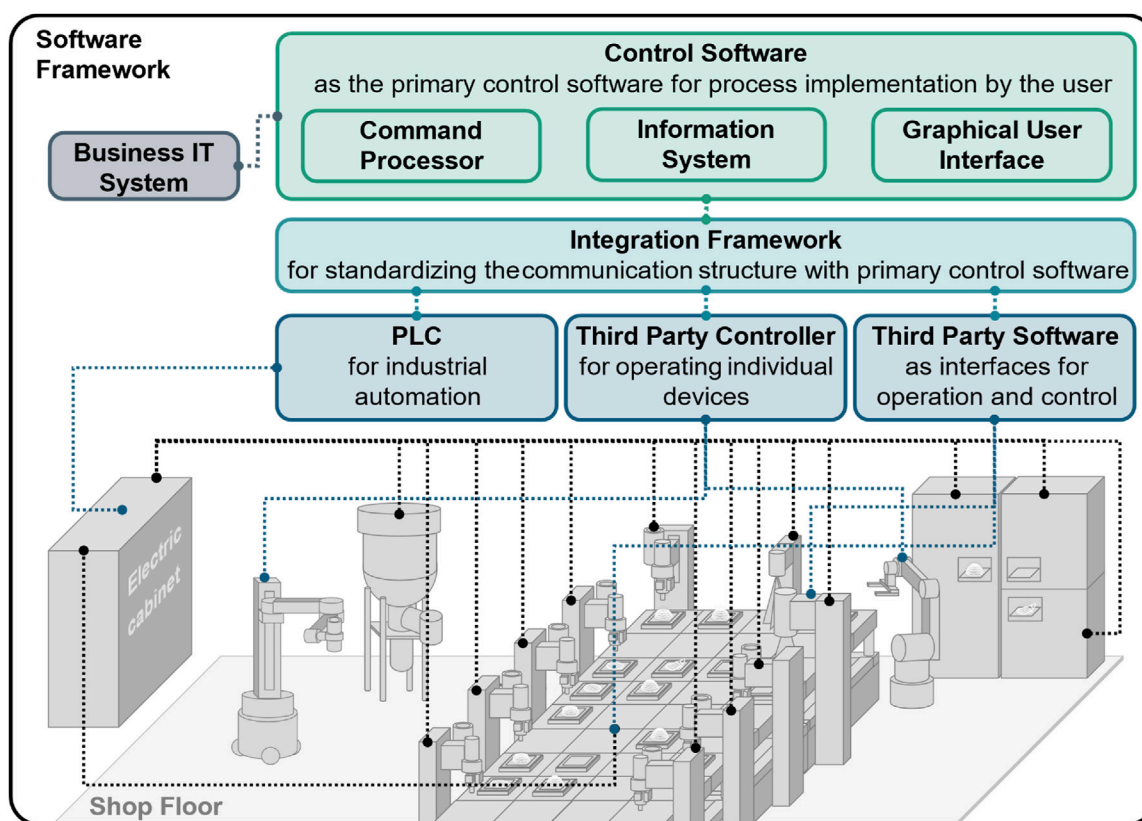 Software
Framework
Control Software
as the primary control software for process implementation by the user
Command
Processor
Information
System
Graphical User
Interface
Business IT
System
Integration Framework
for standardizing the communication structure with primary control software
PLC
for industrial
automation
Third Party Controller
for operating individual
devices
Third Party Software
as interfaces for
operation and control
Electric
cabinet
Shop Floor